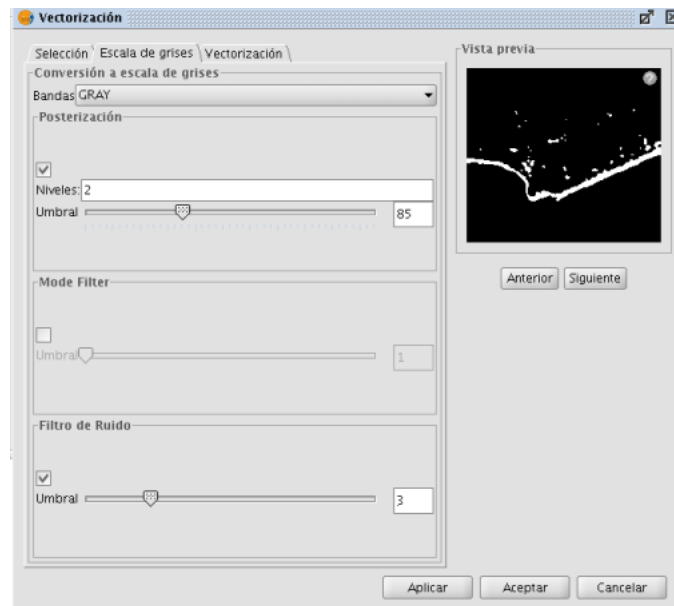 Vectorización
Selección Escala de grises Vectorización
Conversión a escala de grises
Bandas GRAY
Posterización
Niveles: 2
Umbral 85
Mode Filter
Umbral 1
Filtro de Ruido
Umbral 3
Vista previa
?
Anterior Siguiente
Aplicar Aceptar Cancelar